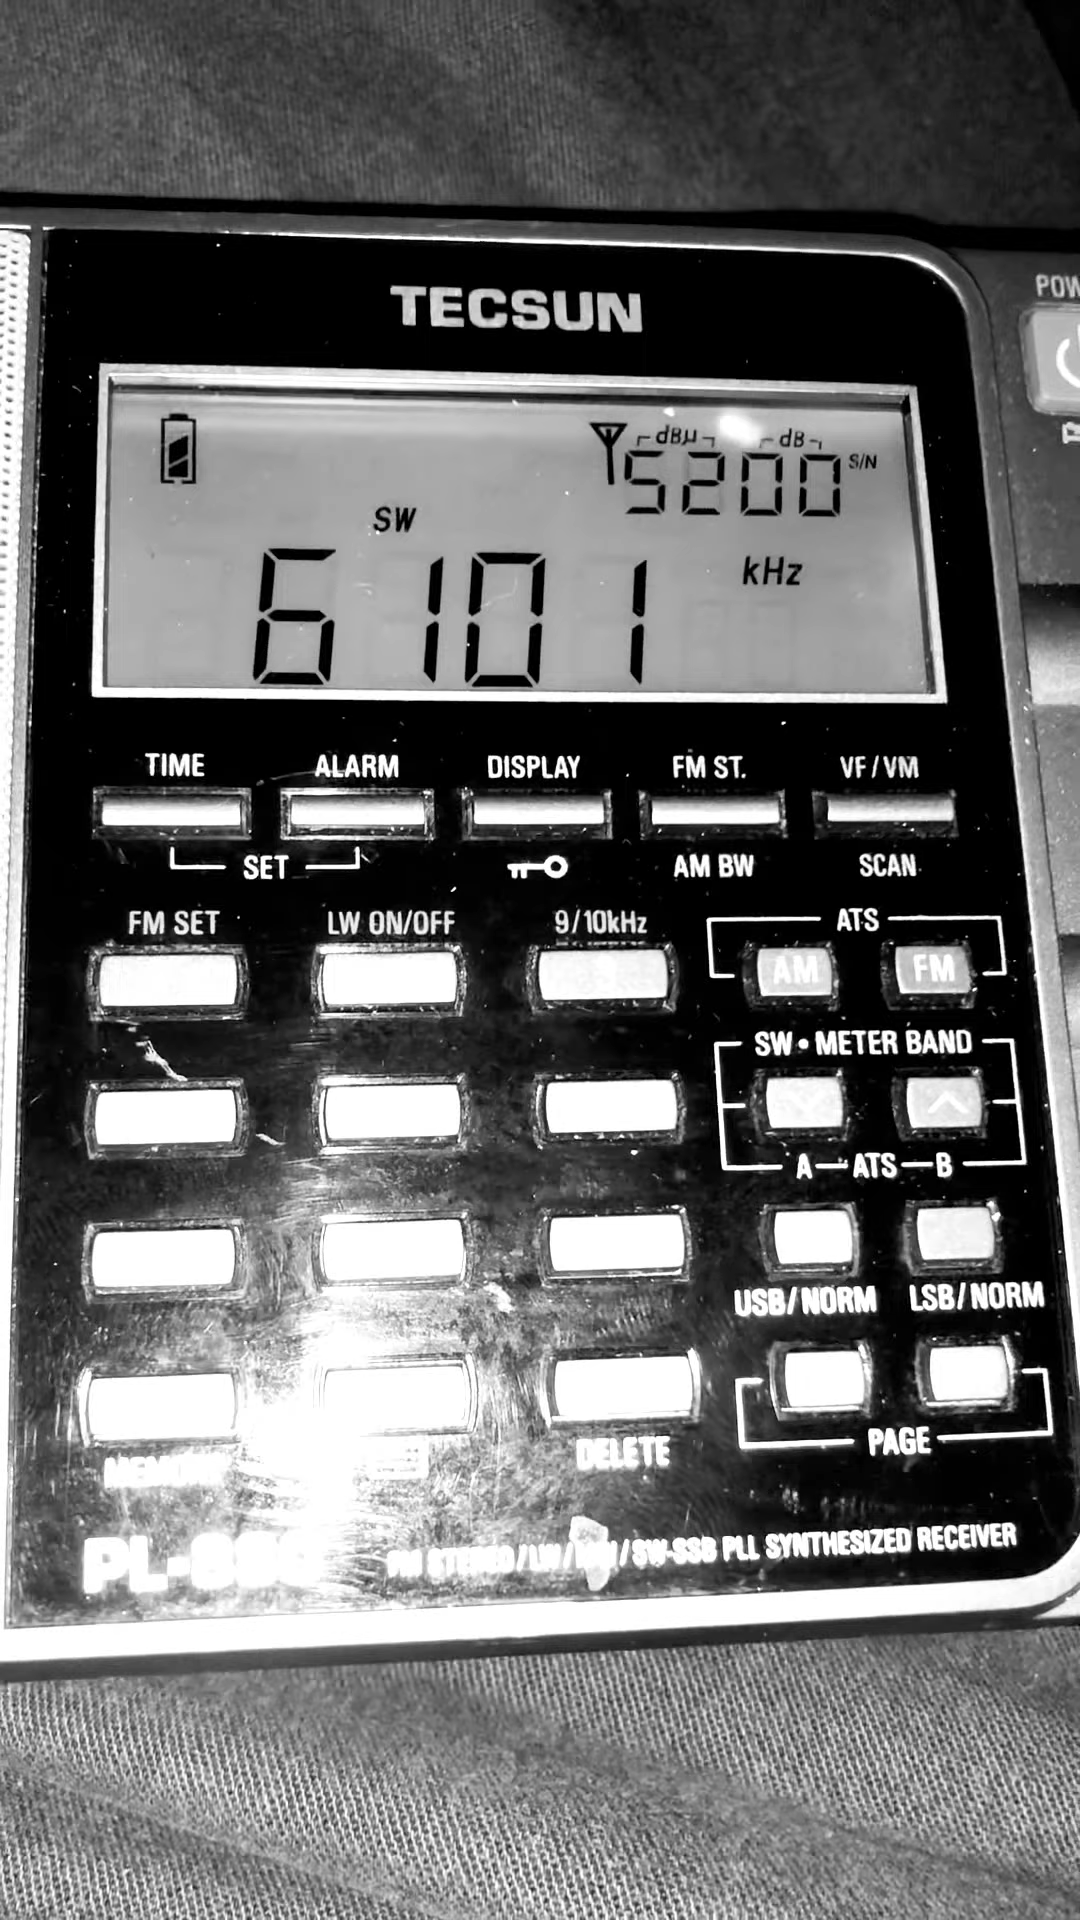 TECSUN
POW
dBµ dB
5200 S/N
SW
6101 kHz
TIME ALARM DISPLAY FM ST. VF/VM
SET AM BW SCAN
FM SET LW ON/OFF 9/10kHz ATS
AM FM
SW • METER BAND
A ATS B
USB/NORM LSB/NORM
PAGE
DELETE
FM STEREO/LW/ /SW-SSB PLL SYNTHESIZED RECEIVER